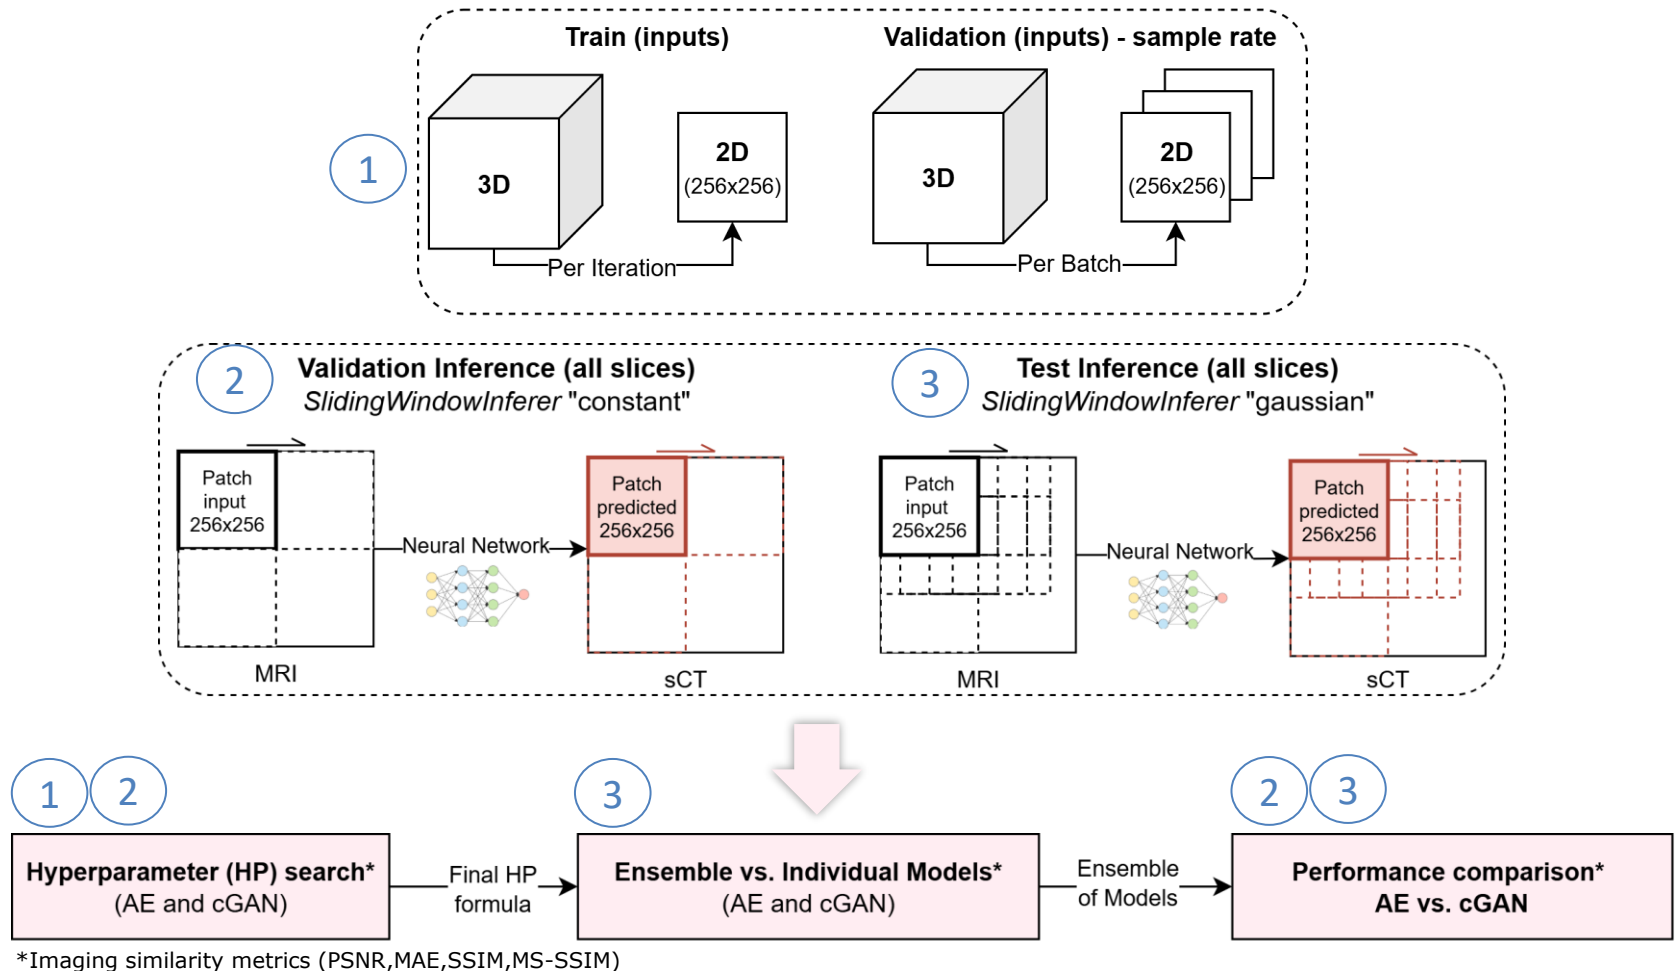 Train (inputs)
Validation (inputs) - sample rate
1
3D
2D
(256x256)
Per Iteration
3D
2D
(256x256)
Per Batch
2
Validation Inference (all slices)
SlidingWindowInferer "constant"
Patch
input
256x256
MRI
Neural Network
Patch
predicted
256x256
sCT
3
Test Inference (all slices)
SlidingWindowInferer "gaussian"
Patch
input
256x256
MRI
Neural Network
Patch
predicted
256x256
sCT
1
2
Hyperparameter (HP) search*
(AE and cGAN)
Final HP
formula
3
Ensemble vs. Individual Models*
(AE and cGAN)
Ensemble
of Models
2
3
Performance comparison*
AE vs. cGAN
*Imaging similarity metrics (PSNR,MAE,SSIM,MS-SSIM)